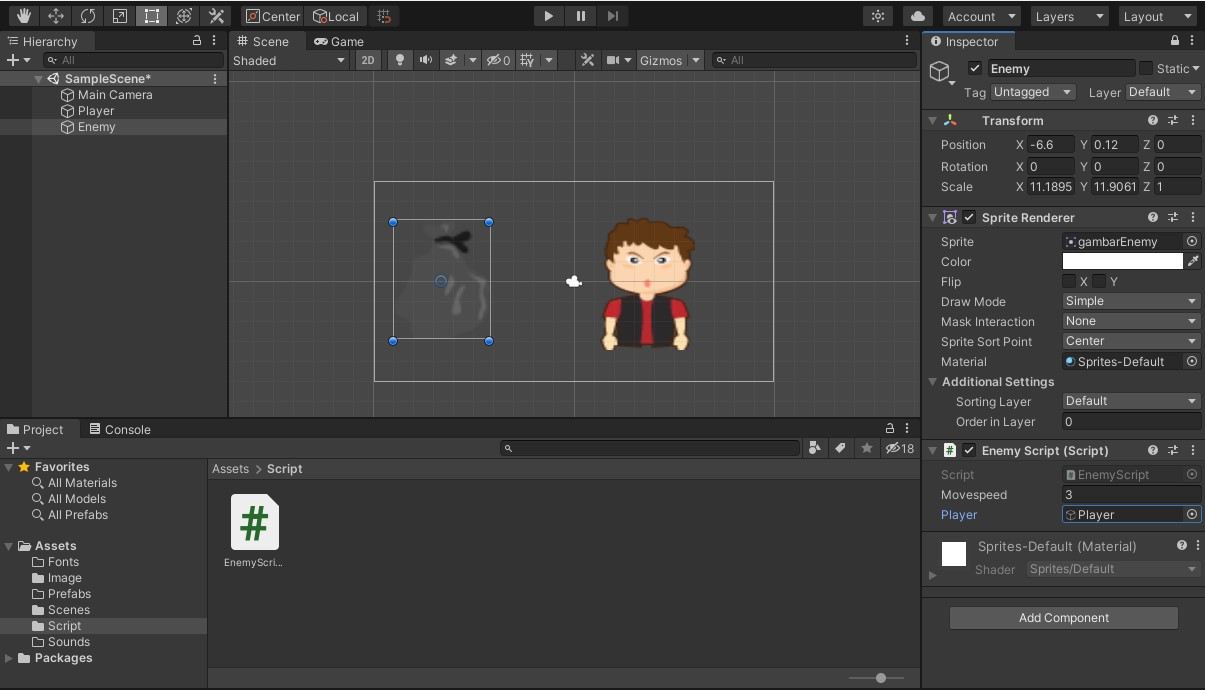 Center Local Account Layers Layout
Hierarchy
All
SampleScene*
Main Camera
Player
Enemy
Scene Game
Shaded 2D 0 Gizmos All
Inspector
Enemy Static
Tag Untagged Layer Default
Transform
Position X -6.6 Y 0.12 Z 0
Rotation X 0 Y 0 Z 0
Scale X 11.1895 Y 11.9061 Z 1
Sprite Renderer
Sprite gambarEnemy
Color
Flip X Y
Draw Mode Simple
Mask Interaction None
Sprite Sort Point Center
Material Sprites-Default
Additional Settings
Sorting Layer Default
Order in Layer 0
# Enemy Script (Script)
Script EnemyScript
Movespeed 3
Player Player
Sprites-Default (Material)
Shader Sprites/Default
Add Component
Project Console
18
Favorites
All Materials
All Models
All Prefabs
Assets
Fonts
Image
Prefabs
Scenes
Script
Sounds
Packages
Assets > Script
#
EnemyScri...